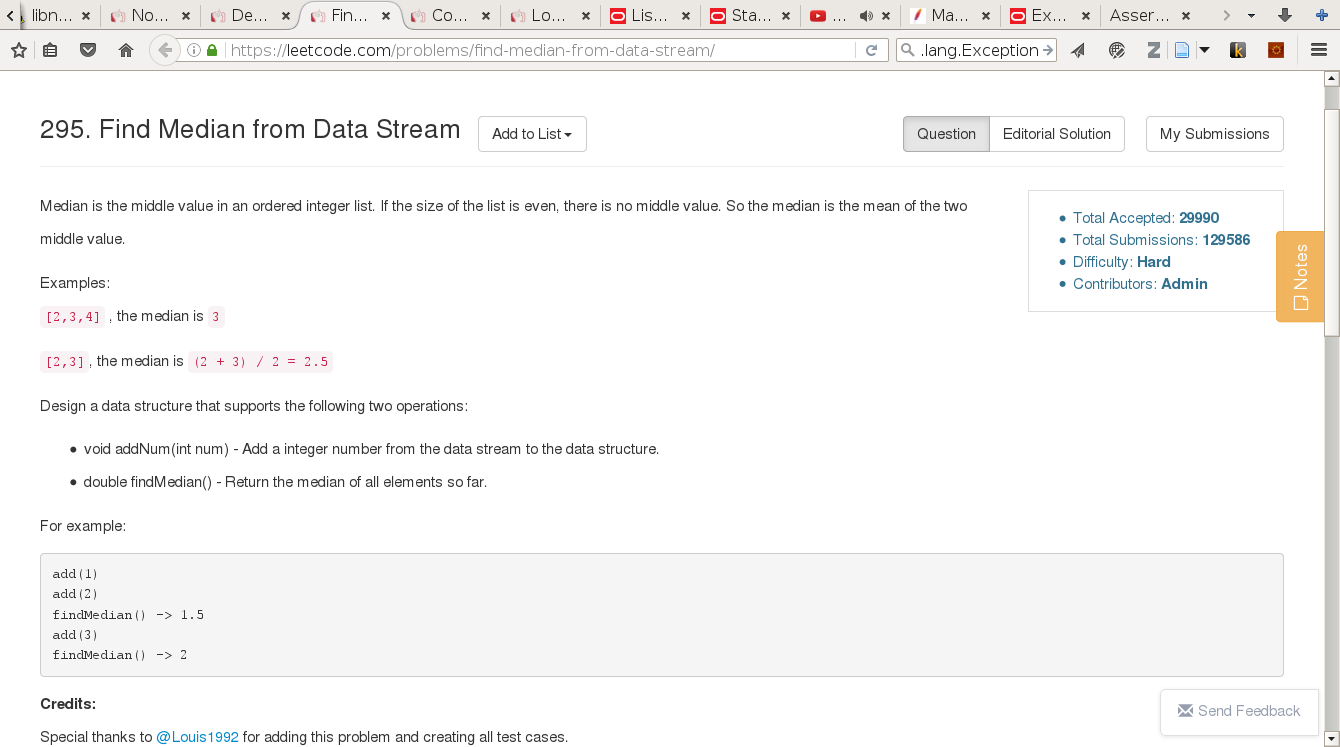 libn... No... De... Fin... Co... Lo... Lis... Sta... ... Ma... Ex... Asser...
https://leetcode.com/problems/find-median-from-data-stream/ .lang.Exception
295. Find Median from Data Stream Add to List Question Editorial Solution My Submissions
Median is the middle value in an ordered integer list. If the size of the list is even, there is no middle value. So the median is the mean of the two
middle value.
Total Accepted: 29990
Total Submissions: 129586
Difficulty: Hard
Contributors: Admin
Notes
Examples:
[2,3,4] , the median is 3
[2,3], the median is (2 + 3) / 2 = 2.5
Design a data structure that supports the following two operations:
void addNum(int num) - Add a integer number from the data stream to the data structure.
double findMedian() - Return the median of all elements so far.
For example:
add(1)
add(2)
findMedian() -> 1.5
add(3)
findMedian() -> 2
Credits:
Special thanks to @Louis1992 for adding this problem and creating all test cases.
Send Feedback